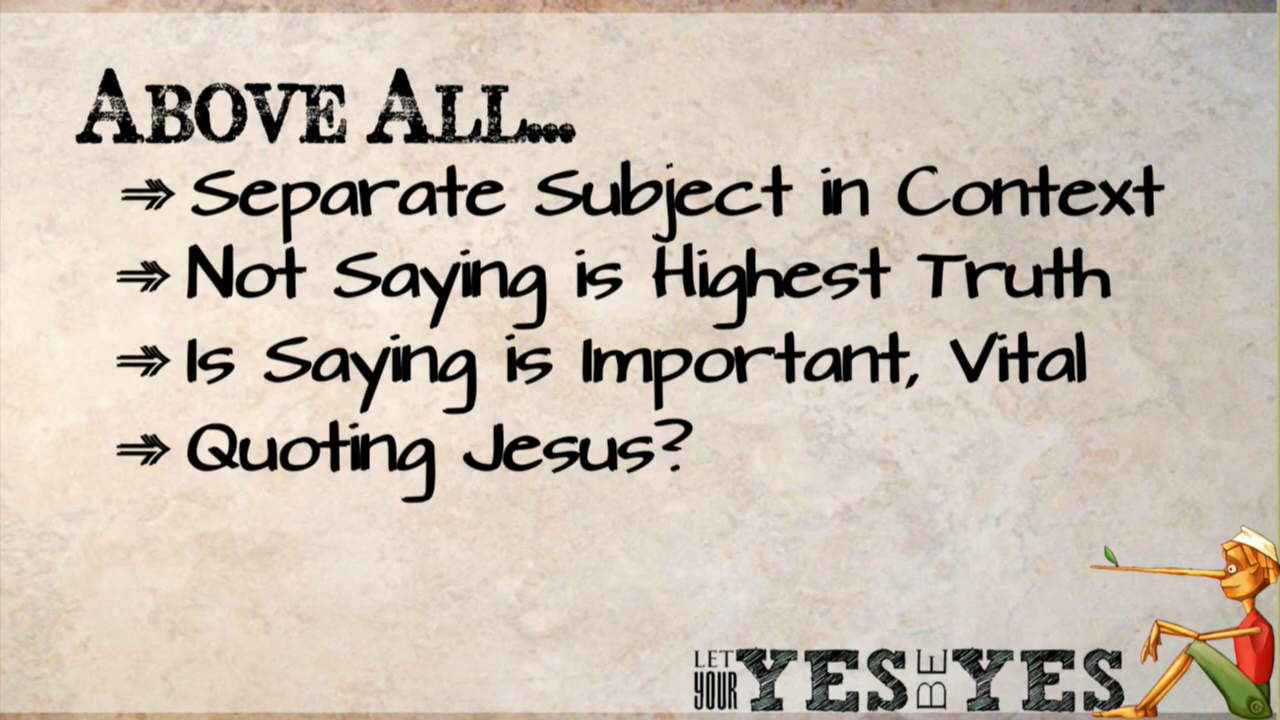 Above All...
⇒ Separate Subject in Context
⇒ Not Saying is Highest Truth
⇒ Is Saying is Important, Vital
⇒ Quoting Jesus?
LET YOUR YES BE YES